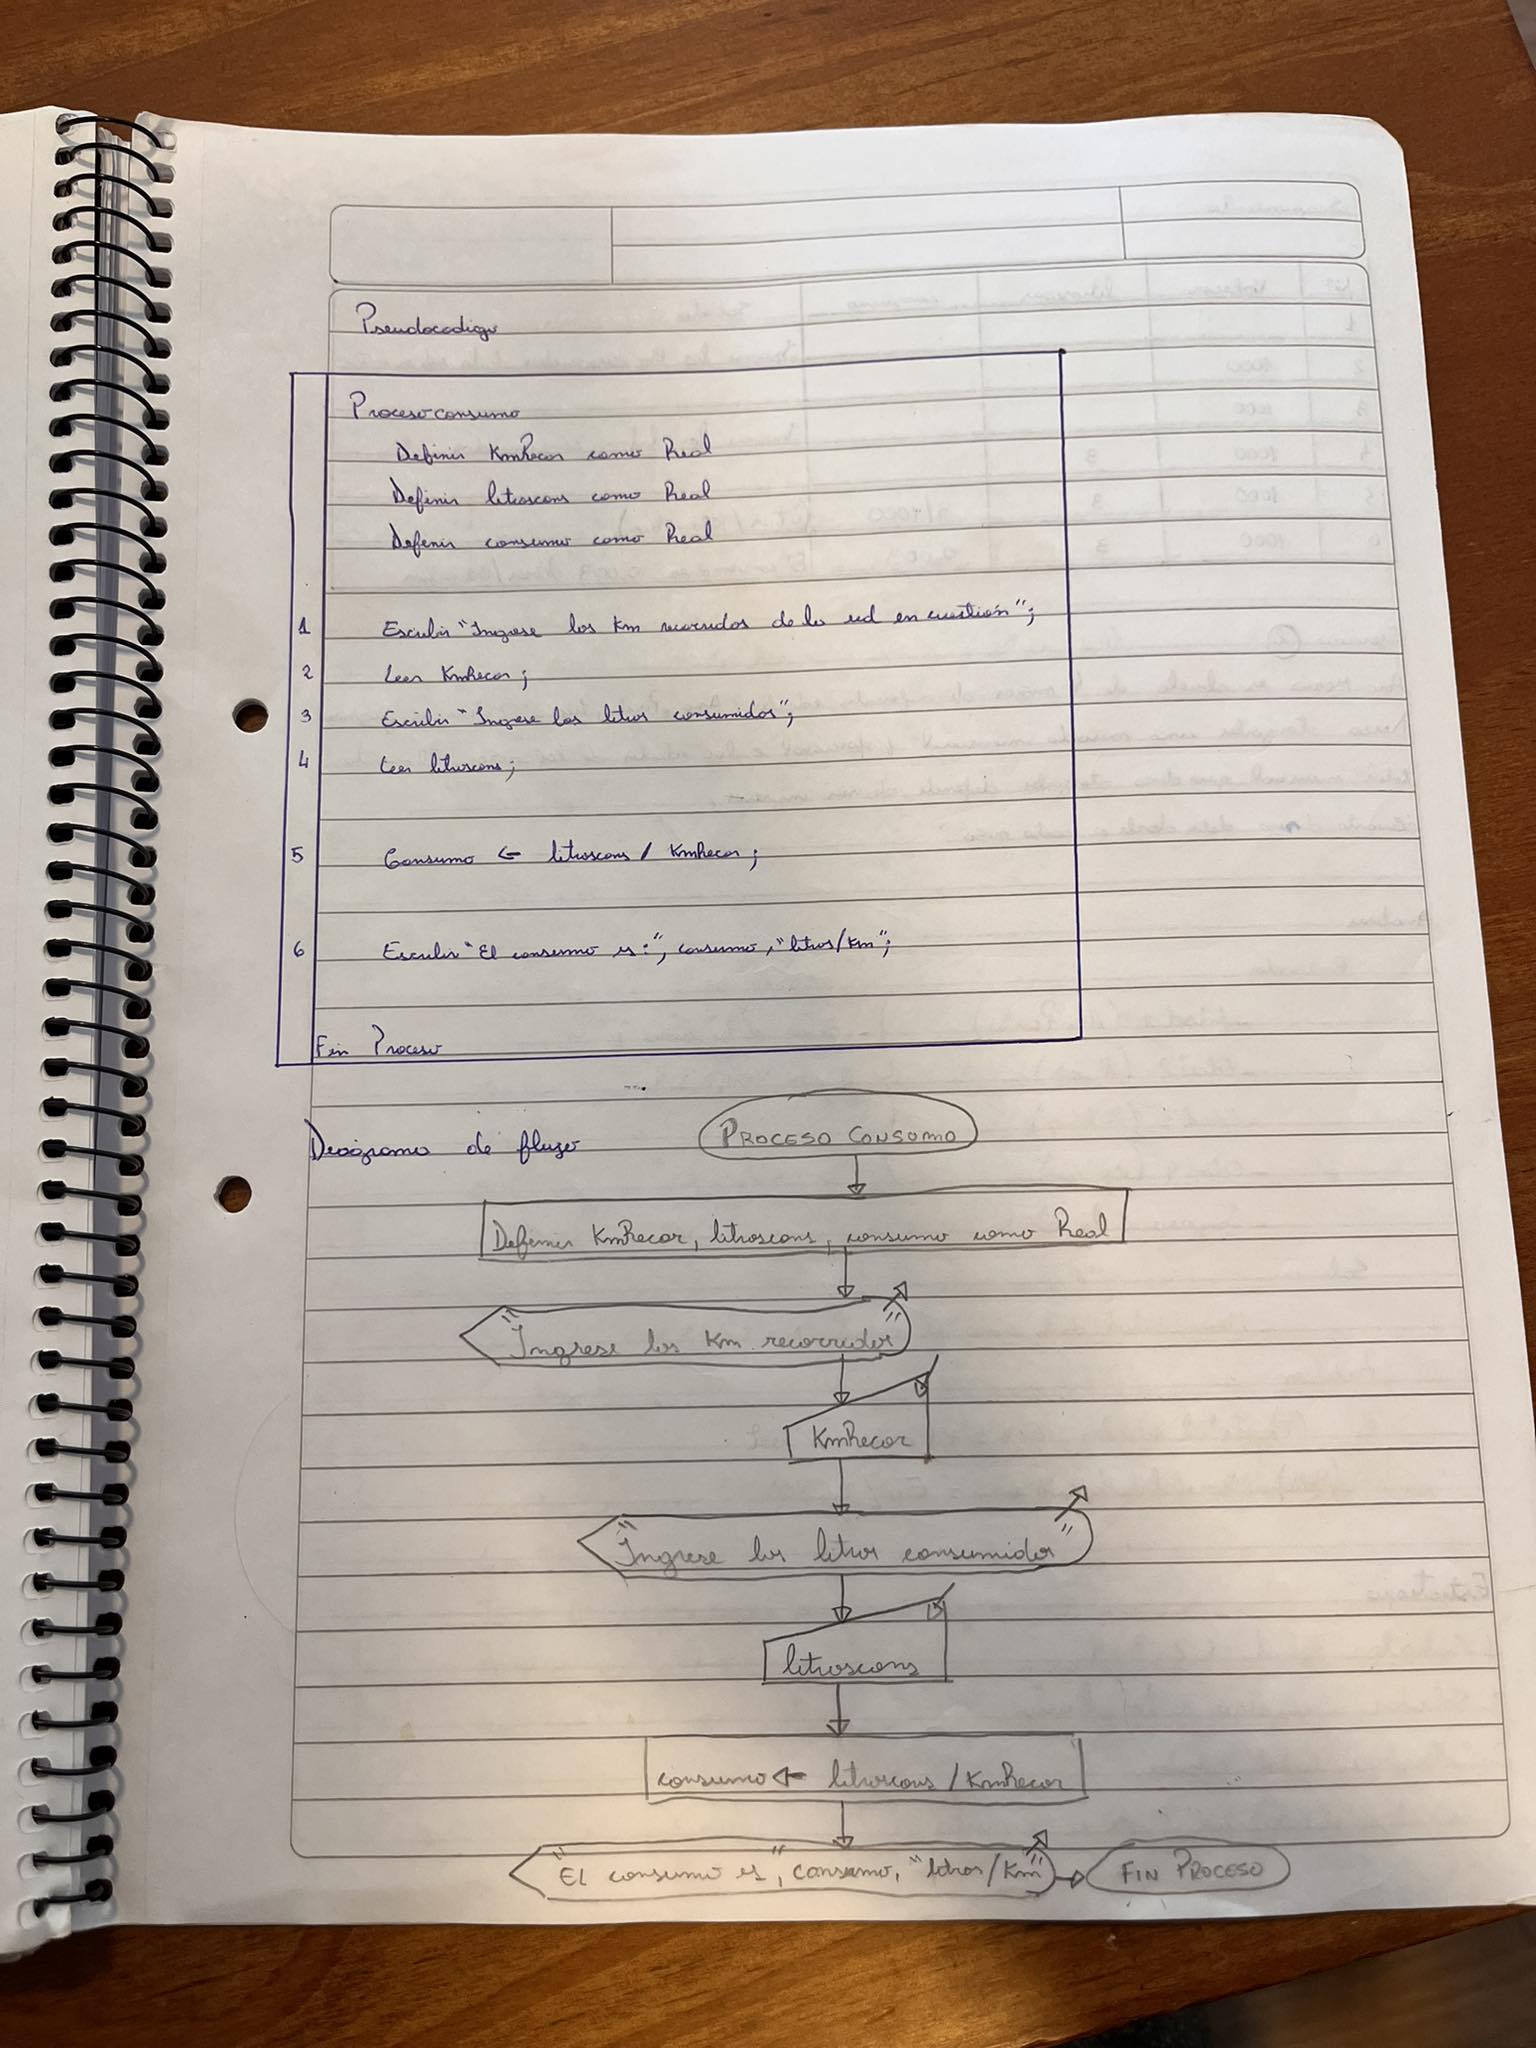 Pseudocodigo
Proceso consumo
Definir KmRecor como Real
Definir litroscons como Real
Definir consumo como Real
1 Escribir "Ingrese los Km recorridos de la red en cuestión";
2 Leer KmRecor;
3 Escribir "Ingrese los litros consumidos";
4 Leer litroscons;
5 Consumo ← litroscons / KmRecor;
6 Escribir "El consumo es:", consumo, "litros/Km";
Fin Proceso
Diagrama de flujo
PROCESO CONSUMO
Definir KmRecor, litroscons, consumo como Real
"Ingrese los Km recorridos"
KmRecor
"Ingrese los litros consumidos"
litroscons
consumo ← litroscons / KmRecor
"El consumo es", consumo, "litros/Km"
FIN PROCESO